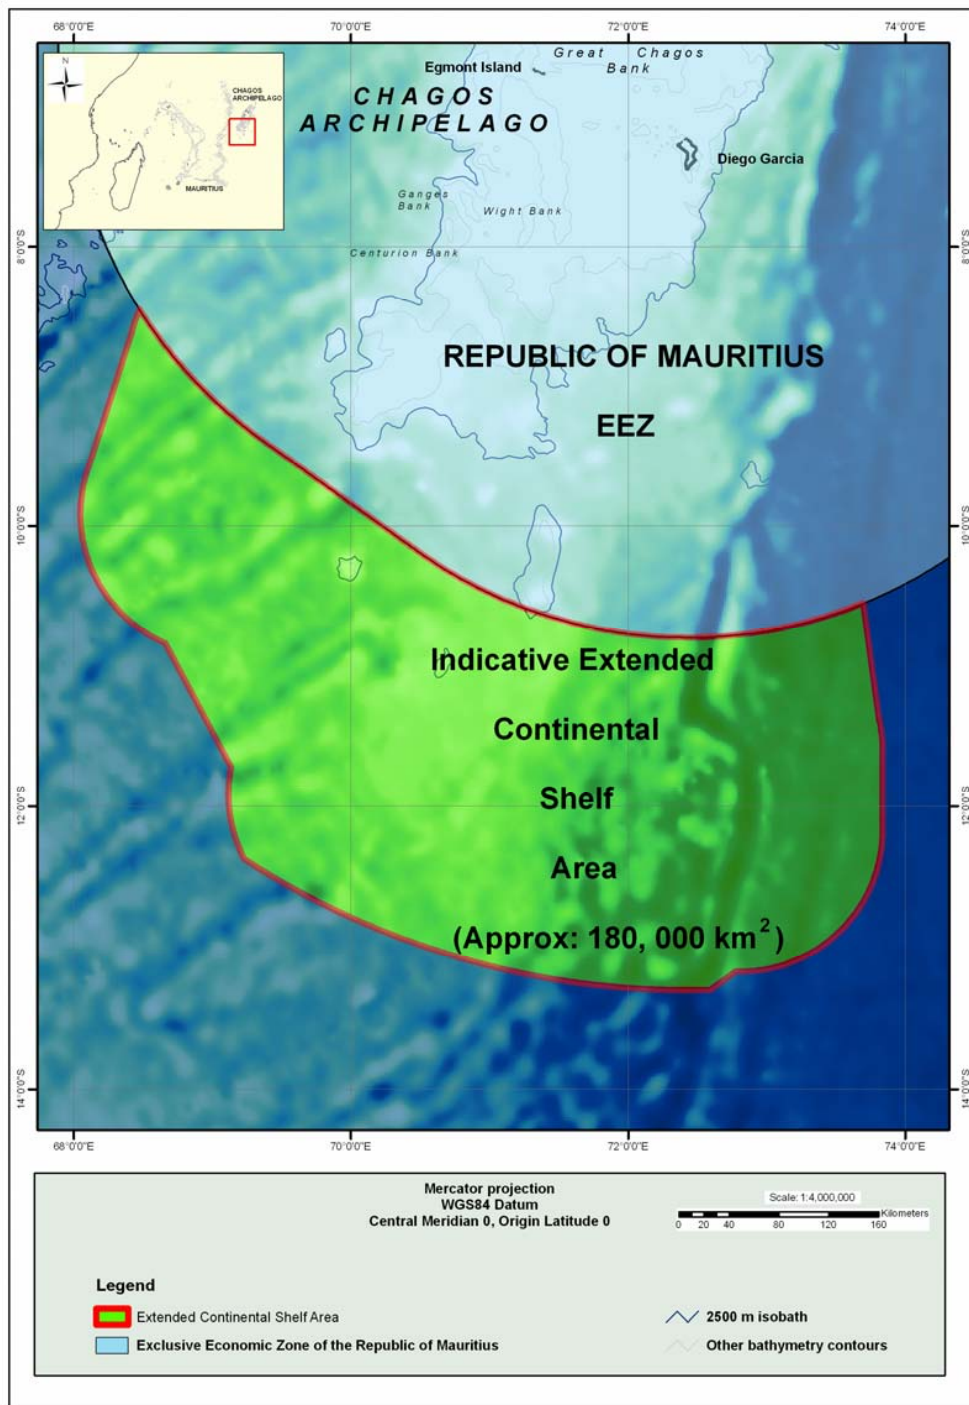 68°0'0"E
70°0'0"E
72°0'0"E
74°0'0"E
N
CHAGOS
ARCHIPELAGO
MAURITIUS
Great Chagos
Bank
Egmont Island
CHAGOS
ARCHIPELAGO
Diego Garcia
Ganges
Bank
Wight Bank
Centurion Bank
8°0'0"S
8°0'0"S
REPUBLIC OF MAURITIUS
EEZ
10°0'0"S
10°0'0"S
Indicative Extended
Continental
Shelf
12°0'0"S
12°0'0"S
Area
(Approx: 180, 000 km²)
14°0'0"S
14°0'0"S
68°0'0"E
70°0'0"E
72°0'0"E
74°0'0"E
Mercator projection
WGS84 Datum
Central Meridian 0, Origin Latitude 0
Scale: 1:4,000,000
Kilometers
0 20 40 80 120 160
Legend
Extended Continental Shelf Area
Exclusive Economic Zone of the Republic of Mauritius
2500 m isobath
Other bathymetry contours